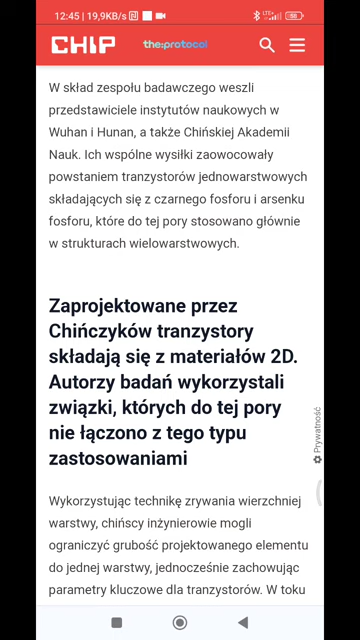 12:45 | 19,9KB/s
CHIP
the:protocol
W skład zespołu badawczego weszli
przedstawiciele instytutów naukowych w
Wuhan i Hunan, a także Chińskiej Akademii
Nauk. Ich wspólne wysiłki zaowocowały
powstaniem tranzystorów jednowarstwowych
składających się z czarnego fosforu i arsenku
fosforu, które do tej pory stosowano głównie
w strukturach wielowarstwowych.
Zaprojektowane przez
Chińczyków tranzystory
składają się z materiałów 2D.
Autorzy badań wykorzystali
związki, których do tej pory
nie łączono z tego typu
zastosowaniami
Prywatność
Wykorzystując technikę zrywania wierzchniej
warstwy, chińscy inżynierowie mogli
ograniczyć grubość projektowanego elementu
do jednej warstwy, jednocześnie zachowując
parametry kluczowe dla tranzystorów. W toku